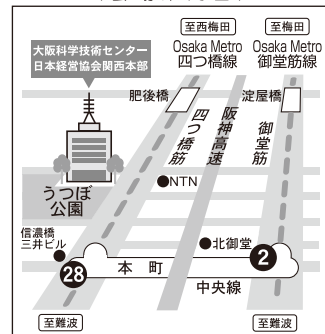 至西梅田
至梅田
大阪科学技術センター
日本経営協会関西本部
Osaka Metro
四つ橋線
Osaka Metro
御堂筋線
肥後橋
淀屋橋
四つ橋筋
阪神高速
御堂筋
うつぼ
公園
●NTN
信濃橋
三井ビル
●北御堂
28
2
本町
中央線
至難波
至難波